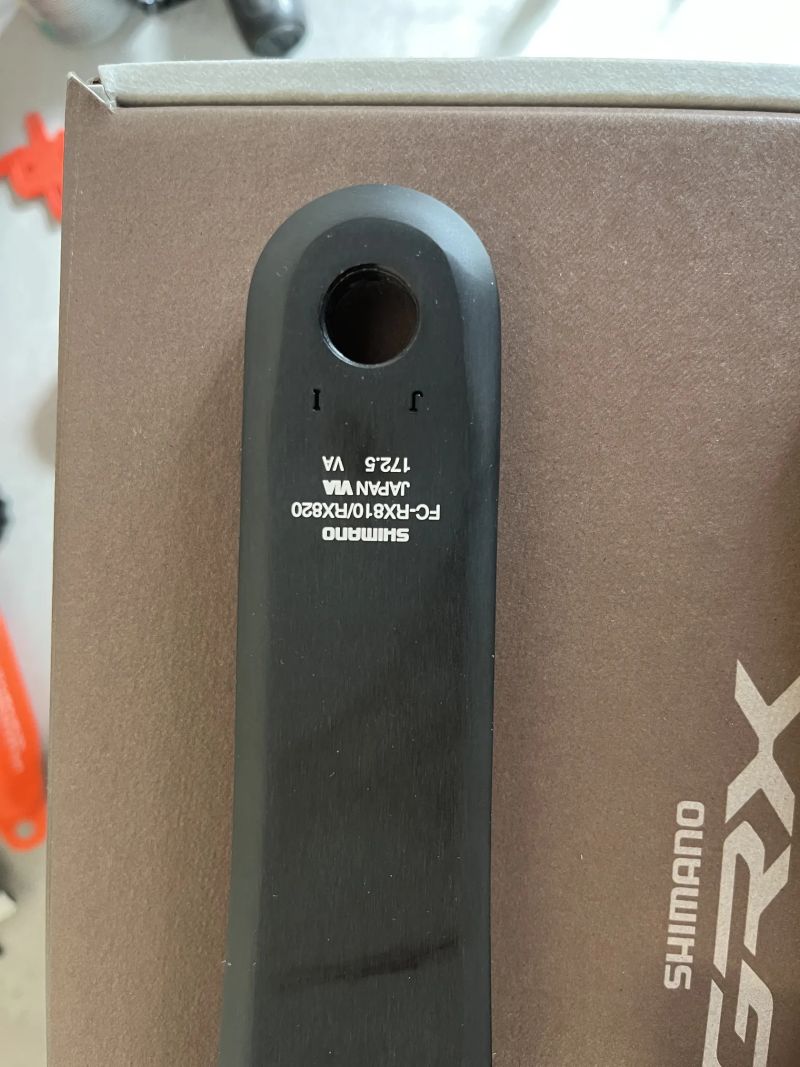 SHIMANO
FC-RX810/RX820
JAPAN VIA
172.5 VA
J I
SHIMANO
GRX